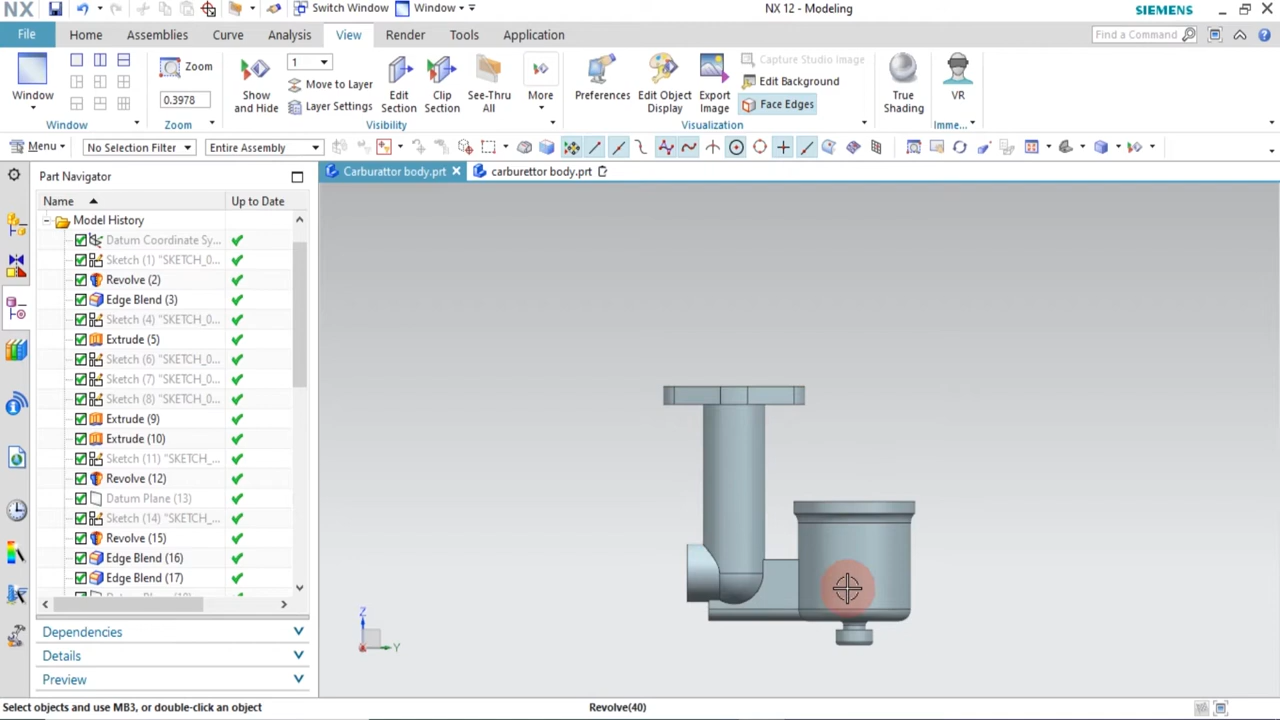 NX
Switch Window
Window
NX 12 - Modeling
SIEMENS
File
Home
Assemblies
Curve
Analysis
View
Render
Tools
Application
Find a Command
Window
Zoom
0.3978
Show and Hide
1
Move to Layer
Layer Settings
Edit Section
Clip Section
See-Thru All
More
Preferences
Edit Object Display
Export Image
Capture Studio image
Edit Background
Face Edges
True Shading
VR
Window
Zoom
Visibility
Visualization
Imme...
Menu
No Selection Filter
Entire Assembly
Carburattor body.prt
carburettor body.prt
Part Navigator
Name
Up to Date
Model History
Datum Coordinate Sy...
Sketch (1) "SKETCH_0...
Revolve (2)
Edge Blend (3)
Sketch (4) "SKETCH_0...
Extrude (5)
Sketch (6) "SKETCH_0...
Sketch (7) "SKETCH_0...
Sketch (8) "SKETCH_0...
Extrude (9)
Extrude (10)
Sketch (11) "SKETCH_...
Revolve (12)
Datum Plane (13)
Sketch (14) "SKETCH_...
Revolve (15)
Edge Blend (16)
Edge Blend (17)
Dependencies
Details
Preview
Z
Y
Select objects and use MB3, or double-click an object
Revolve(40)